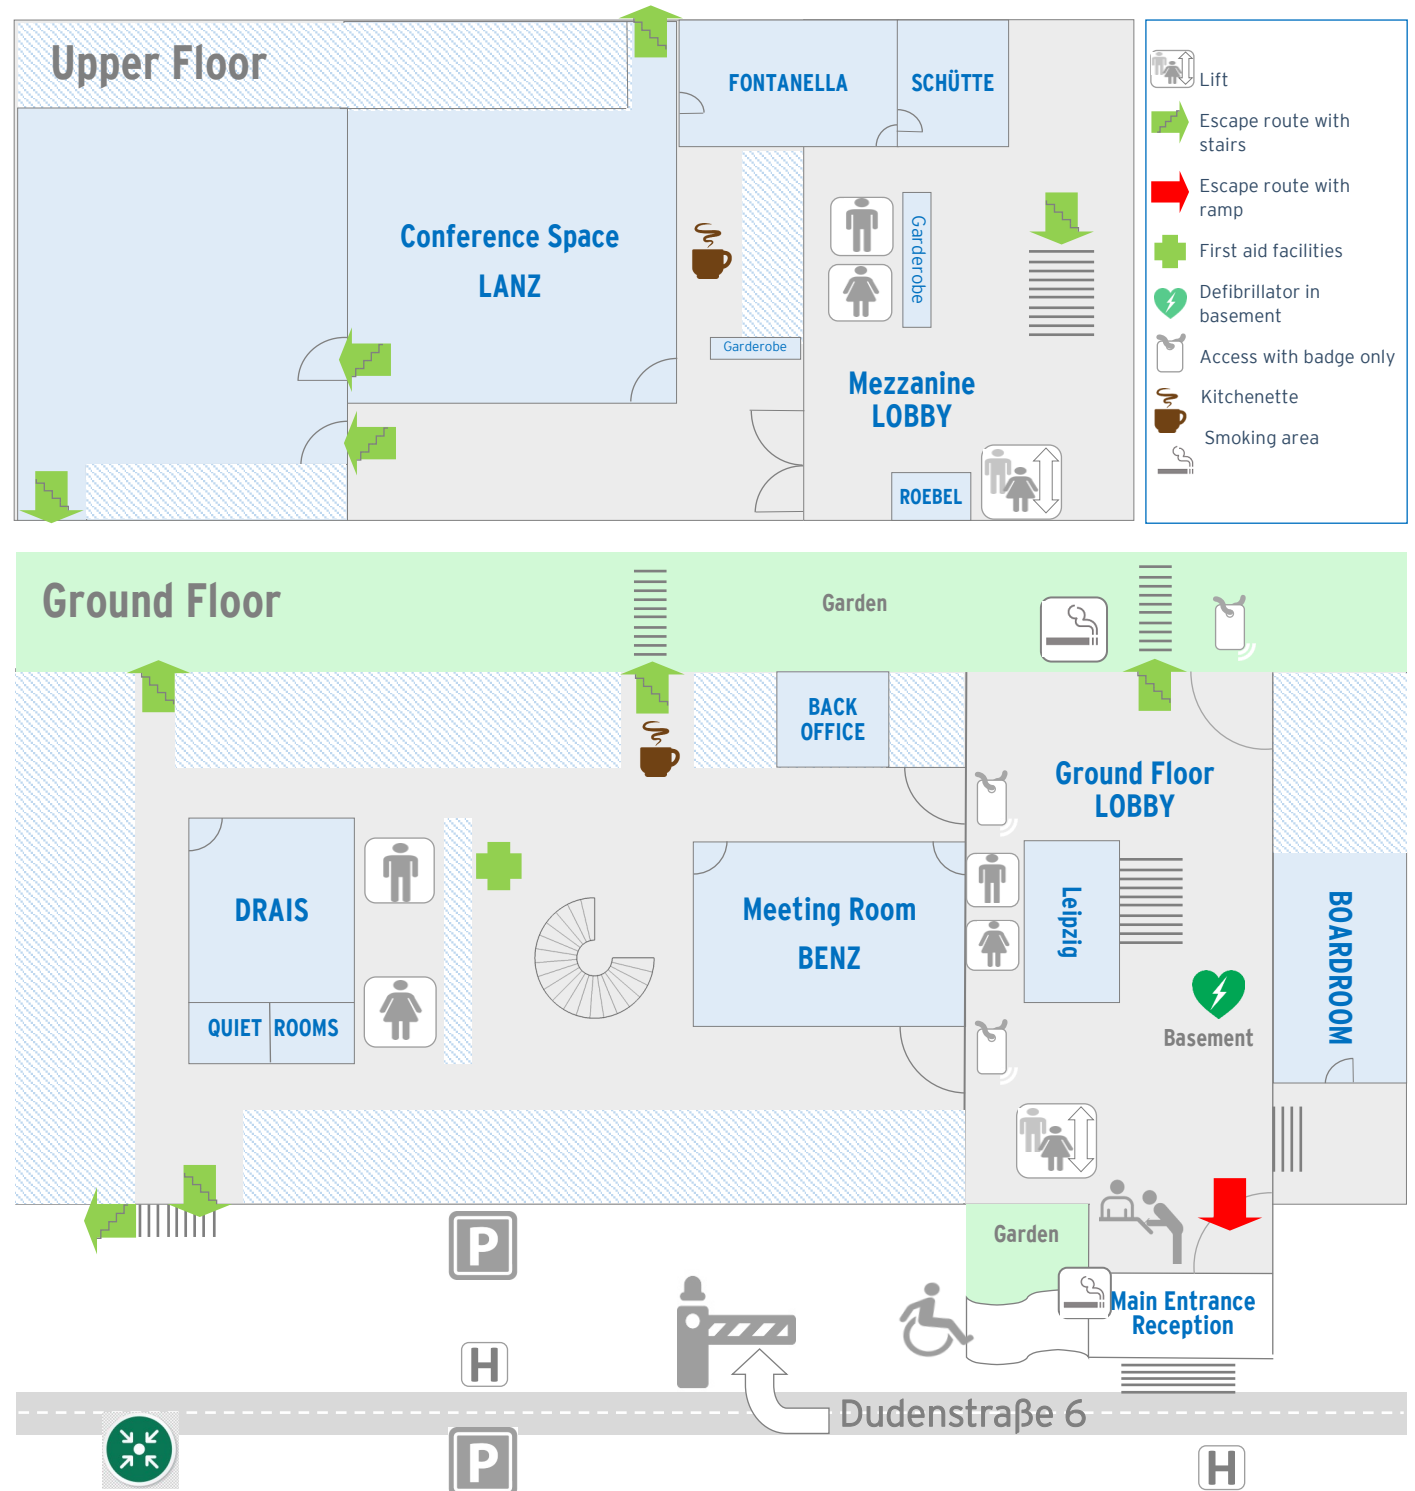 Upper Floor
FONTANELLA
SCHÜTTE
Conference Space
LANZ
Garderobe
Garderobe
Mezzanine
LOBBY
ROEBEL
Lift
Escape route with
stairs
Escape route with
ramp
First aid facilities
Defibrillator in
basement
Access with badge only
Kitchenette
Smoking area
Ground Floor
Garden
BACK
OFFICE
Ground Floor
LOBBY
DRAIS
QUIET ROOMS
Meeting Room
BENZ
Leipzig
BOARDROOM
Basement
Garden
Main Entrance
Reception
P
H
Dudenstraße 6
P
H